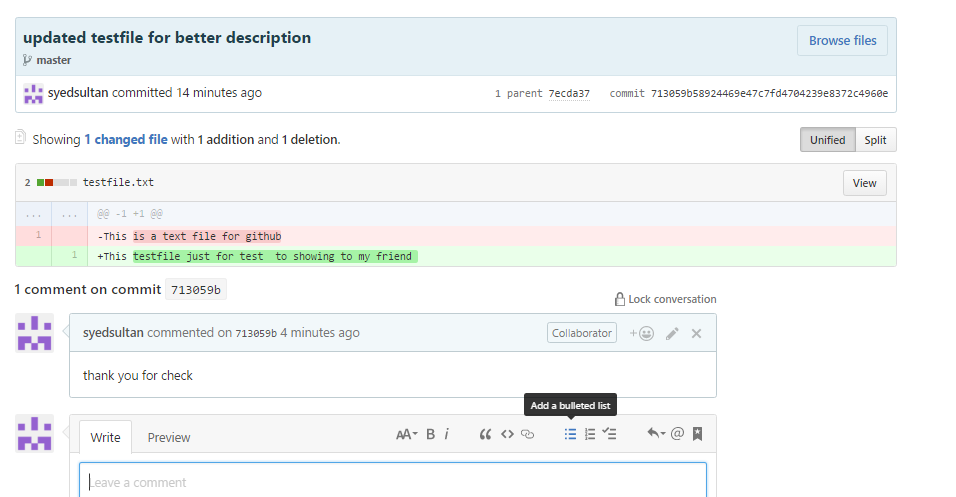 updated testfile for better description
Browse files
master
syedsultan committed 14 minutes ago
1 parent 7ecda37 commit 713059b58924469e47c7fd4704239e8372c4960e
Showing 1 changed file with 1 addition and 1 deletion.
Unified Split
2 testfile.txt View
... ... @@ -1 +1 @@
1 -This is a text file for github
1 +This testfile just for test  to showing to my friend
1 comment on commit 713059b
Lock conversation
syedsultan commented on 713059b 4 minutes ago Collaborator +
thank you for check
Add a bulleted list
Write Preview AA B i “ <> @
Leave a comment